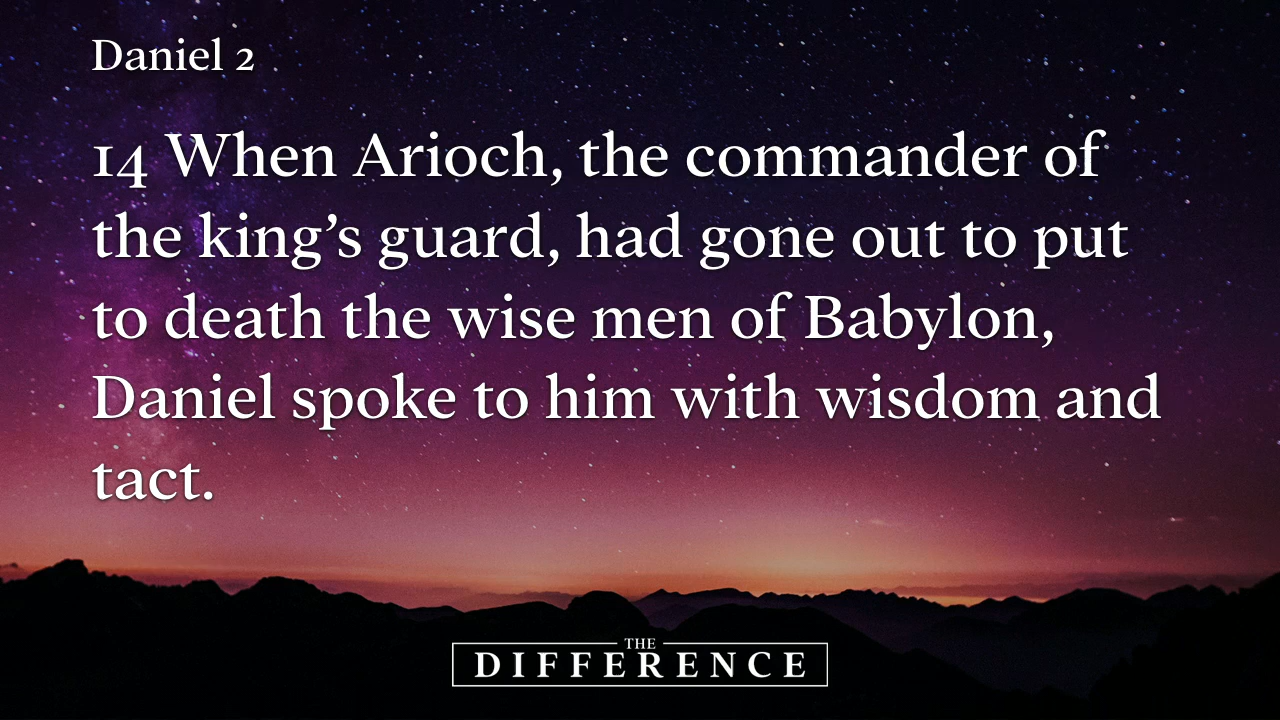 Daniel 2
14 When Arioch, the commander of
the king’s guard, had gone out to put
to death the wise men of Babylon,
Daniel spoke to him with wisdom and
tact.
THE
DIFFERENCE